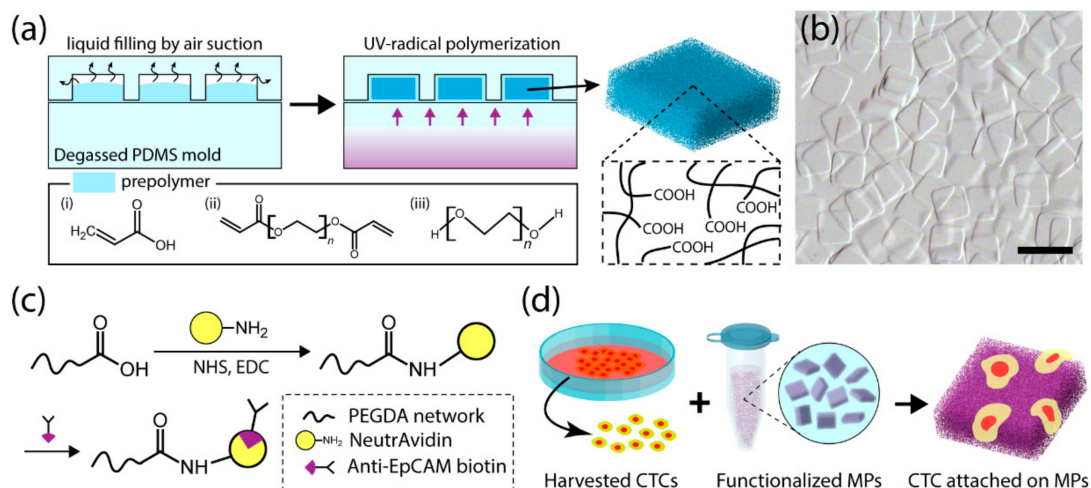 (a)
liquid filling by air suction
UV-radical polymerization
Degassed PDMS mold
prepolymer
(i)
H2C
O
OH
(ii)
O
O
n
O
O
(iii)
H
O
n
O
H
COOH
COOH
COOH
COOH
COOH
(b)
(c)
O
OH
NH2
NHS, EDC
O
NH
O
NH
PEGDA network
NH2 NeutrAvidin
Anti-EpCAM biotin
(d)
Harvested CTCs
Functionalized MPs
CTC attached on MPs